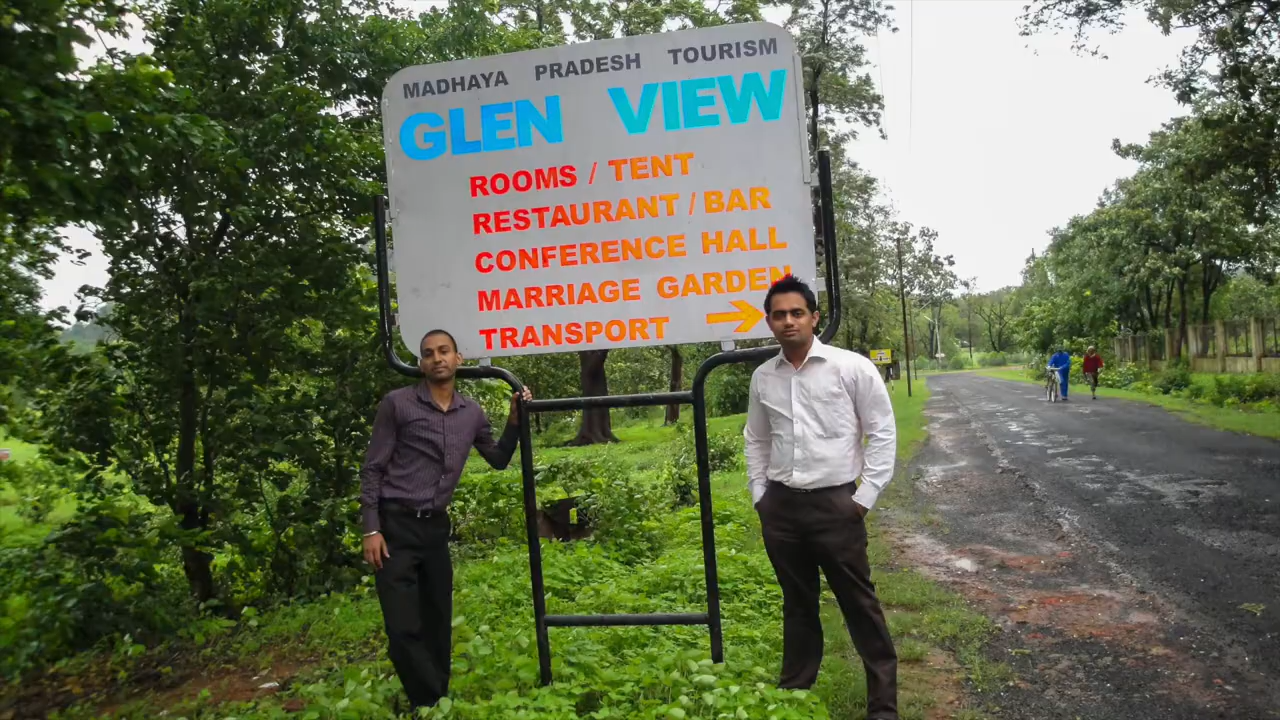 MADHAYA PRADESH TOURISM
GLEN VIEW
ROOMS / TENT
RESTAURANT / BAR
CONFERENCE HALL
MARRIAGE GARDEN
TRANSPORT